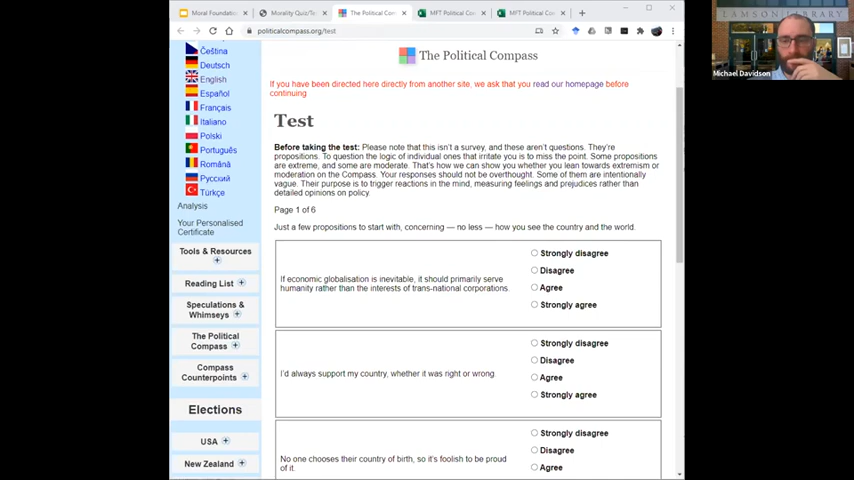 Moral Foundation
Morality Quiz/Te
The Political Com
MFT Political Co
MFT Political Co
politicalcompass.org/test
LAMSON LIBRARY
Michael Davidson
Čeština
Deutsch
English
Español
Français
Italiano
Polski
Português
Română
Русский
Türkçe
Analysis
Your Personalised
Certificate
Tools & Resources
Reading List
Speculations &
Whimseys
The Political
Compass
Compass
Counterpoints
Elections
USA
New Zealand
The Political Compass
If you have been directed here directly from another site, we ask that you read our homepage before
continuing
Test
Before taking the test: Please note that this isn't a survey, and these aren't questions. They're
propositions. To question the logic of individual ones that irritate you is to miss the point. Some propositions
are extreme, and some are moderate. That's how we can show you whether you lean towards extremism or
moderation on the Compass. Your responses should not be overthought. Some of them are intentionally
vague. Their purpose is to trigger reactions in the mind, measuring feelings and prejudices rather than
detailed opinions on policy.
Page 1 of 6
Just a few propositions to start with, concerning — no less — how you see the country and the world.
If economic globalisation is inevitable, it should primarily serve
humanity rather than the interests of trans-national corporations.
Strongly disagree
Disagree
Agree
Strongly agree
I'd always support my country, whether it was right or wrong.
Strongly disagree
Disagree
Agree
Strongly agree
No one chooses their country of birth, so it's foolish to be proud
of it.
Strongly disagree
Disagree
Agree